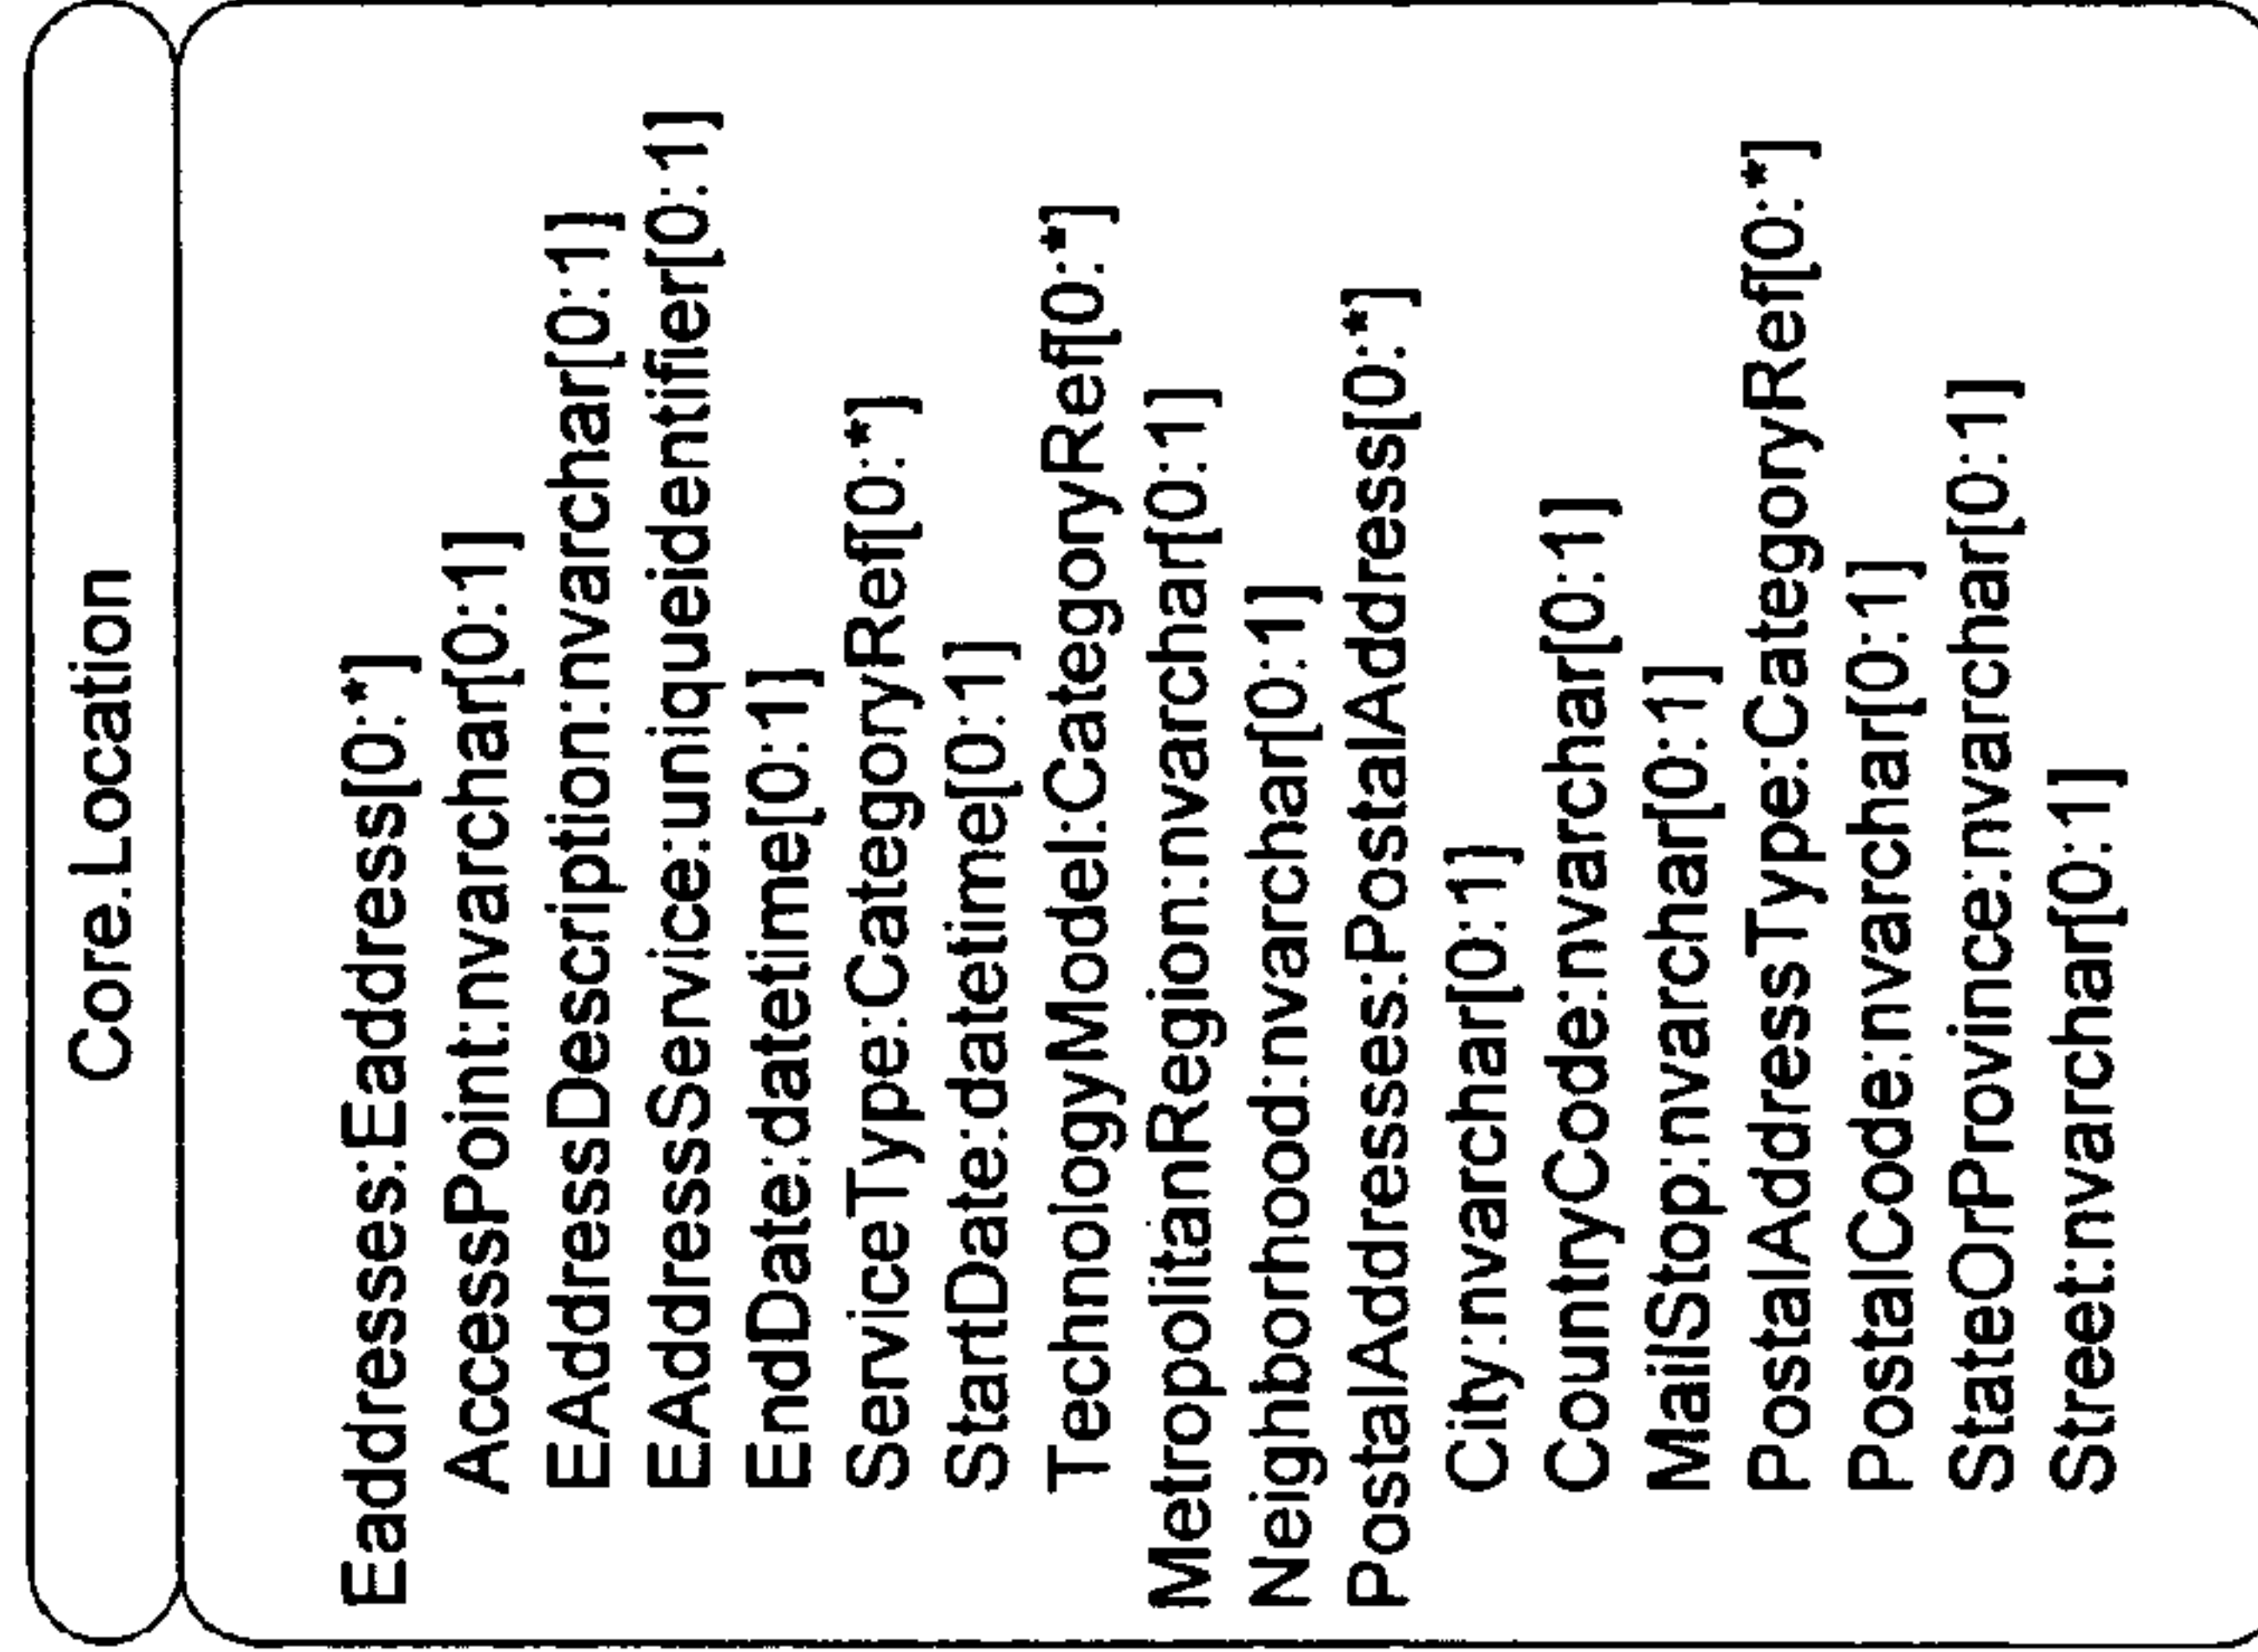 Core.Location
Eaddresses:Eaddress[0:*]
AccessPoint:nvarchar[0:1]
EAddressDescription:nvarchar[0:1]
EAddressService:uniqueidentifier[0:1]
EndDate:datetime[0:1]
ServiceType:CategoryRef[0:*]
StartDate:datetime[0:1]
TechnologyModel:CategoryRef[0:*]
MetropolitanRegion:nvarchar[0:1]
Neighborhood:nvarchar[0:1]
PostalAddresses:PostalAddress[0:*]
City:nvarchar[0:1]
CountryCode:nvarchar[0:1]
MailStop:nvarchar[0:1]
PostalAddressType:CategoryRef[0:*]
PostalCode:nvarchar[0:1]
StateOrProvince:nvarchar[0:1]
Street:nvarchar[0:1]